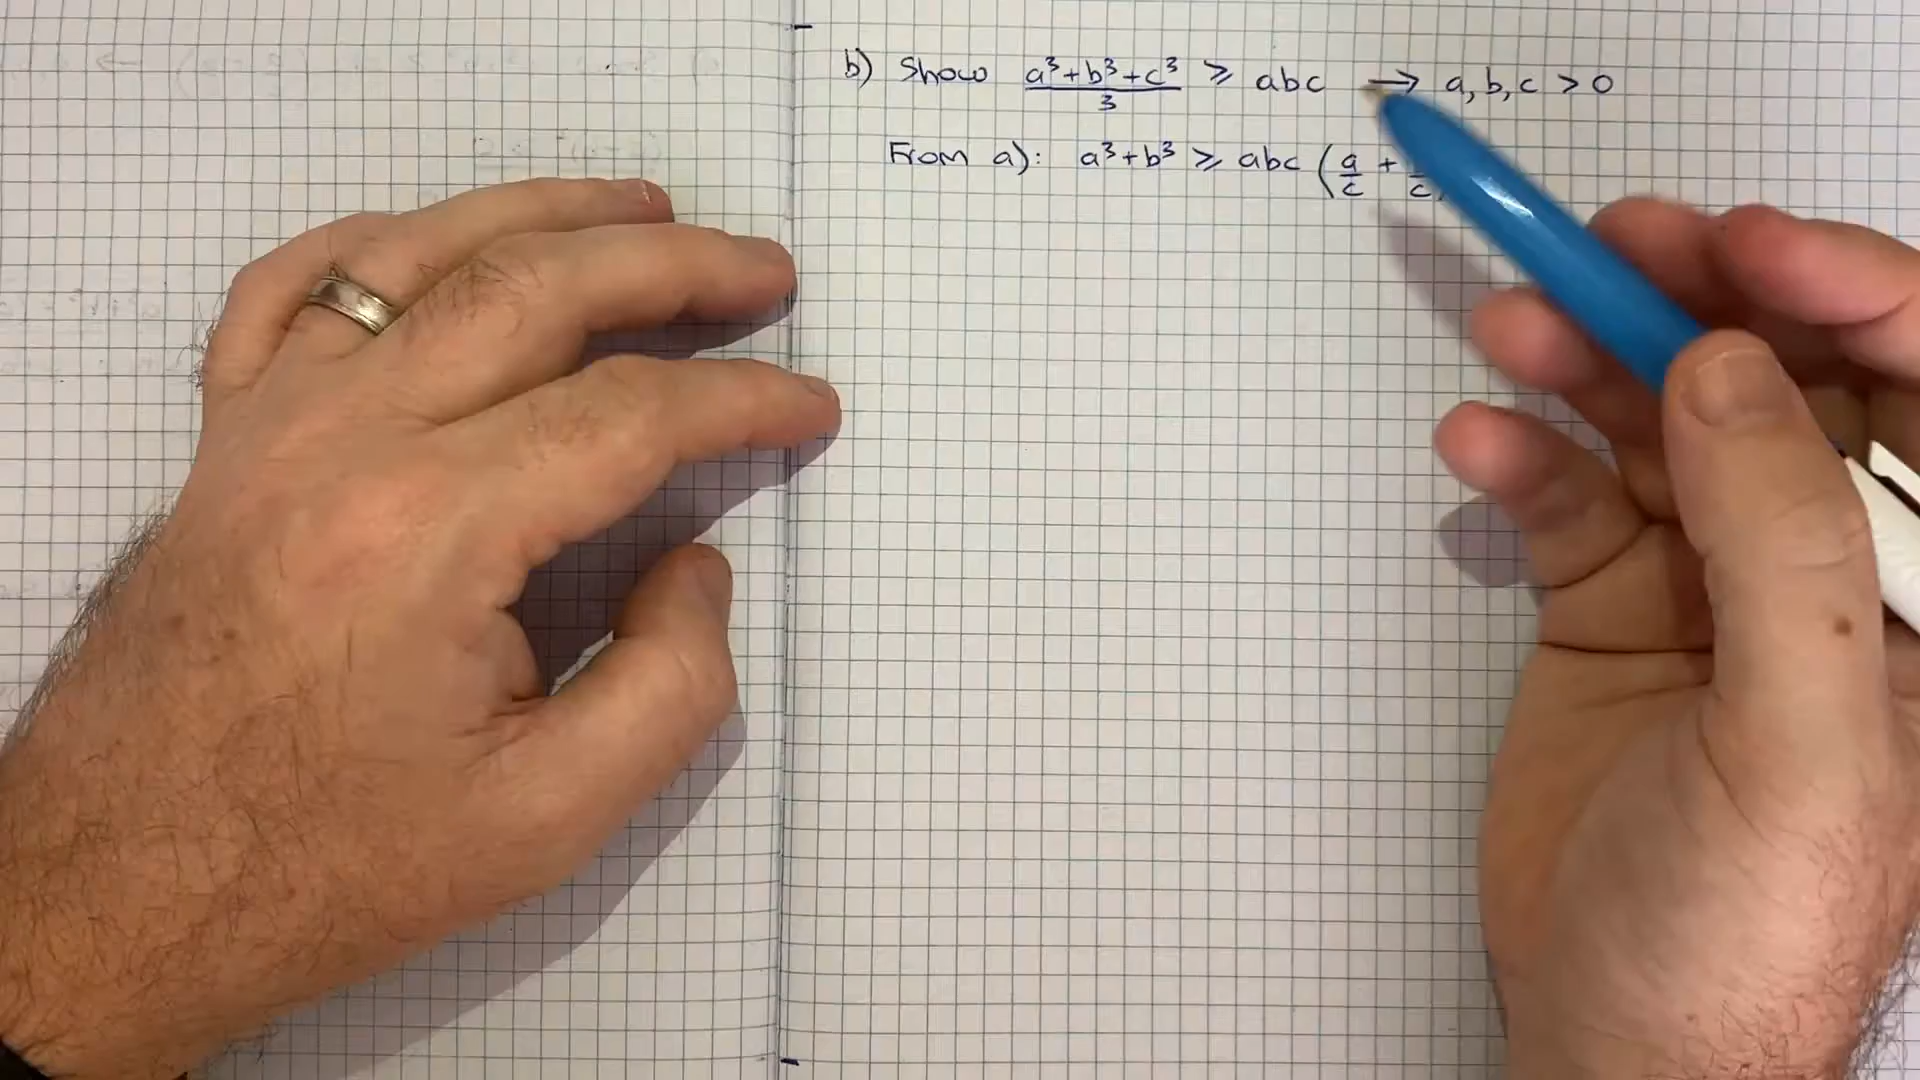 b) Show a³+b³+c³/3 ⩾ abc → a,b,c > 0
From a): a³+b³ ⩾ abc (a/c + /c)